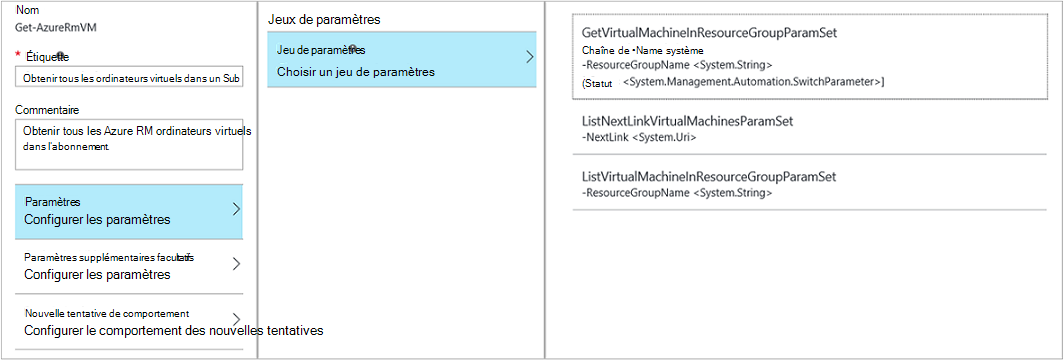 Nom
Get-AzureRmVM
* Étiquette
Obtenir tous les ordinateurs virtuels dans un Sub
Commentaire
Obtenir tous les Azure RM ordinateurs virtuels
dans l'abonnement.
Paramètres
Configurer les paramètres
Paramètres supplémentaires facultatifs
Configurer les paramètres
Nouvelle tentative de comportement
Configurer le comportement des nouvelles tentatives
Jeux de paramètres
Jeu de paramètres
Choisir un jeu de paramètres
GetVirtualMachineInResourceGroupParamSet
Chaîne de •Name système
-ResourceGroupName <System.String>
(Statut <System.Management.Automation.SwitchParameter>]
ListNextLinkVirtualMachinesParamSet
-NextLink <System.Uri>
ListVirtualMachineInResourceGroupParamSet
-ResourceGroupName <System.String>